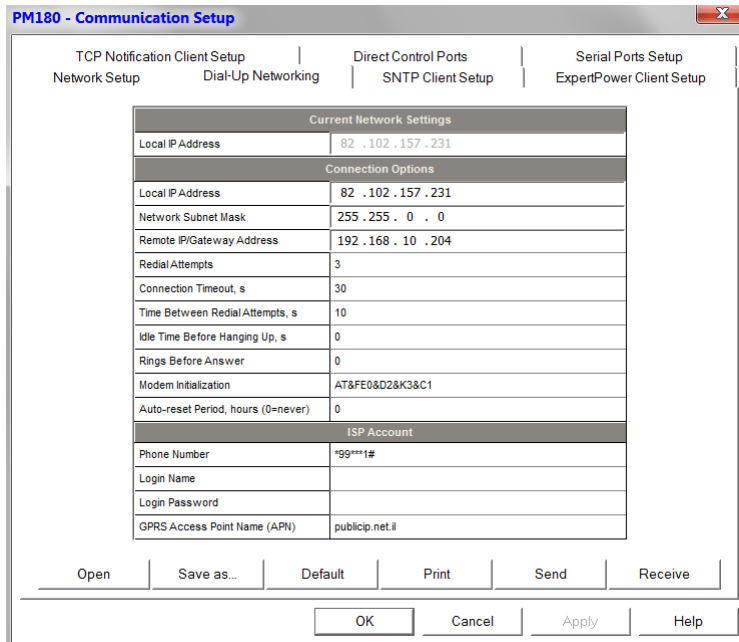 PM180 - Communication Setup
X
TCP Notification Client Setup Direct Control Ports Serial Ports Setup
Network Setup Dial-Up Networking SNTP Client Setup ExpertPower Client Setup
Current Network Settings
Local IP Address 82 .102 .157 .231
Connection Options
Local IP Address 82 .102 .157 .231
Network Subnet Mask 255 .255 . 0 . 0
Remote IP/Gateway Address 192 .168 . 10 .204
Redial Attempts 3
Connection Timeout, s 30
Time Between Redial Attempts, s 10
Idle Time Before Hanging Up, s 0
Rings Before Answer 0
Modem Initialization AT&FE0&D2&K3&C1
Auto-reset Period, hours (0=never) 0
ISP Account
Phone Number *99***1#
Login Name
Login Password
GPRS Access Point Name (APN) publicip.net.il
Open Save as... Default Print Send Receive
OK Cancel Apply Help